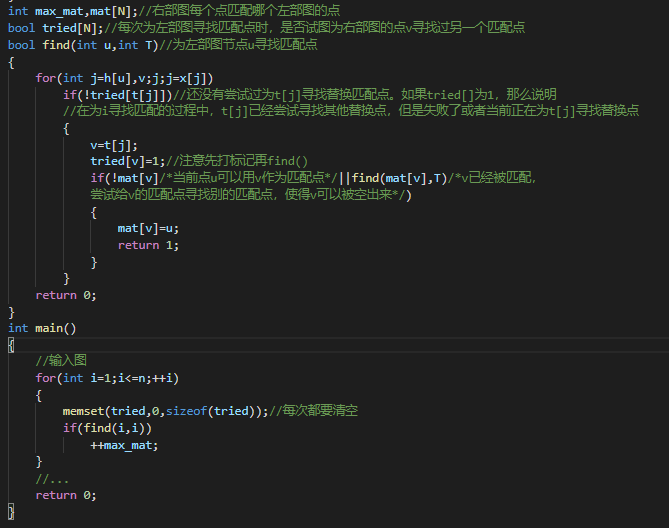 int max_mat,mat[N];//右部图每个点匹配哪个左部图的点
bool tried[N];//每次为左部图寻找匹配点时，是否试图为右部图的点v寻找过另一个匹配点
bool find(int u,int T)//为左部图节点u寻找匹配点
{
    for(int j=h[u],v;j;j=x[j])
        if(!tried[t[j]])//还没有尝试过为t[j]寻找替换匹配点。如果tried[]为1，那么说明
        //在为i寻找匹配的过程中，t[j]已经尝试寻找其他替换点，但是失败了或者当前正在为t[j]寻找替换点
        {
            v=t[j];
            tried[v]=1;//注意先打标记再find()
            if(!mat[v]/*当前点u可以用v作为匹配点*/||find(mat[v],T)/*v已经被匹配，
            尝试给v的匹配点寻找别的匹配点，使得v可以被空出来*/)
            {
                mat[v]=u;
                return 1;
            }
        }
    return 0;
}
int main()
{
    //输入图
    for(int i=1;i<=n;++i)
    {
        memset(tried,0,sizeof(tried));//每次都要清空
        if(find(i,i))
            ++max_mat;
    }
    //...
    return 0;
}